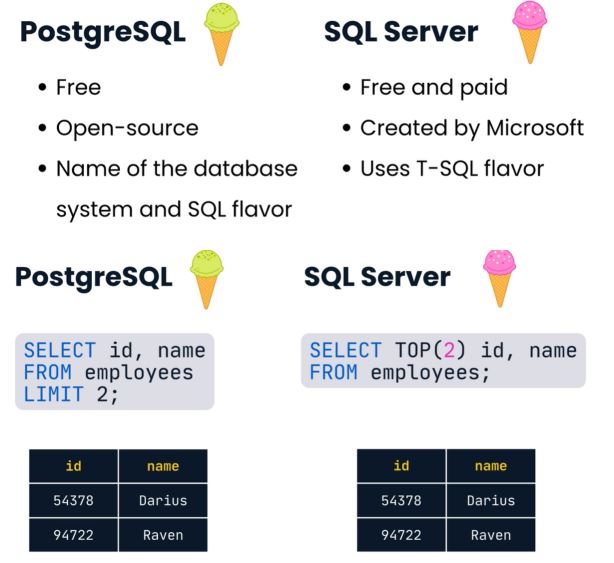 PostgreSQL
• Free
• Open-source
• Name of the database
system and SQL flavor
SQL Server
• Free and paid
• Created by Microsoft
• Uses T-SQL flavor
PostgreSQL
SELECT id, name
FROM employees
LIMIT 2;
id name
54378 Darius
94722 Raven
SQL Server
SELECT TOP(2) id, name
FROM employees;
id name
54378 Darius
94722 Raven